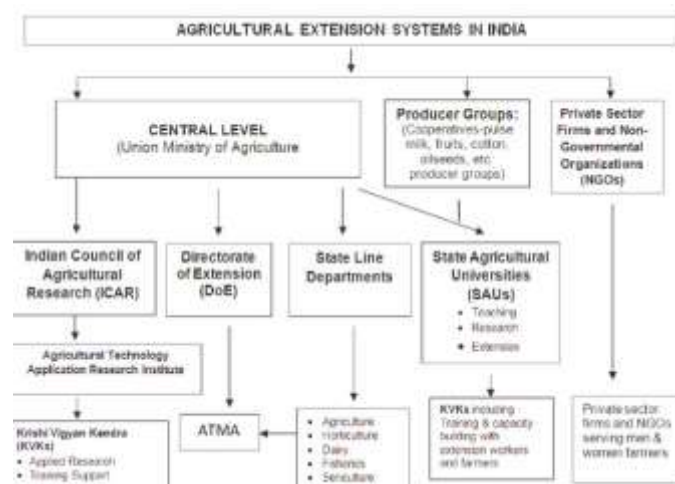 AGRICULTURAL EXTENSION SYSTEMS IN INDIA
CENTRAL LEVEL
(Union Ministry of Agriculture
Producer Groups:
(Cooperatives-pulse
milk, fruits, cotton,
oilseeds, etc.
producer groups)
Private Sector
Firms and Non-
Governmental
Organizations
(NGOs)
Indian Council of
Agricultural
Research (ICAR)
Directorate
of Extension
(DoE)
State Line
Departments
State Agricultural
Universities
(SAUs)
• Teaching
• Research
• Extension
Agricultural Technology
Application Research Institute
Krishi Vigyan Kendra
(KVKs)
• Applied Research
• Training Support
ATMA
• Agriculture
• Horticulture
• Dairy
• Fisheries
• Sericulture
KVKs including
Training & capacity
building with
extension workers
and farmers
Private sector
firms and NGOs
serving men &
women farmers